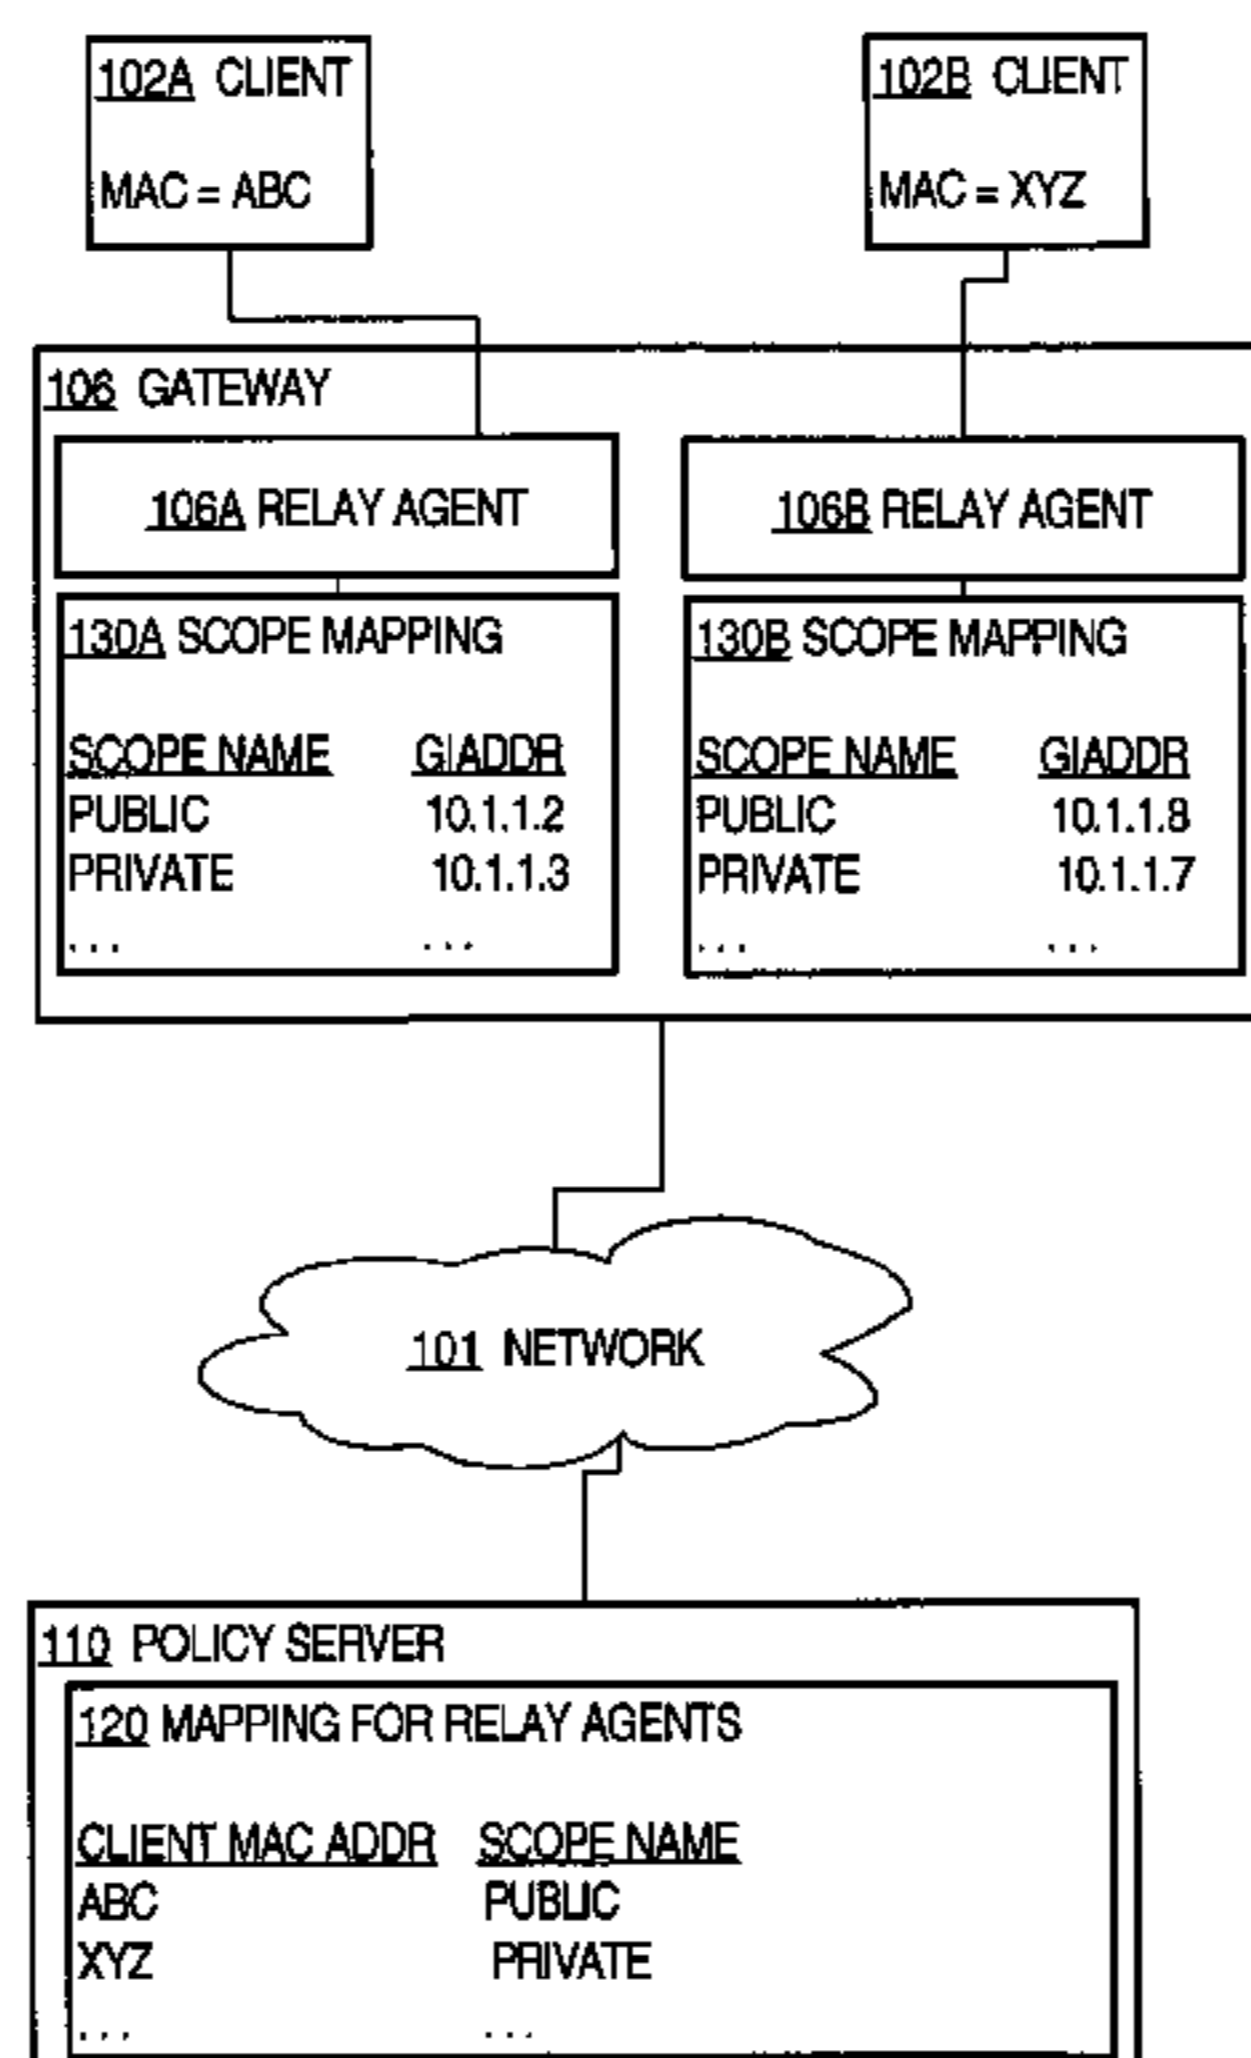 102A CLIENT
MAC = ABC
102B CLIENT
MAC = XYZ
106 GATEWAY
106A RELAY AGENT
106B RELAY AGENT
130A SCOPE MAPPING
SCOPE NAME GIADDR
PUBLIC 10.1.1.2
PRIVATE 10.1.1.3
... ...
130B SCOPE MAPPING
SCOPE NAME GIADDR
PUBLIC 10.1.1.8
PRIVATE 10.1.1.7
... ...
101 NETWORK
110 POLICY SERVER
120 MAPPING FOR RELAY AGENTS
CLIENT MAC ADDR SCOPE NAME
ABC PUBLIC
XYZ PRIVATE
... ...